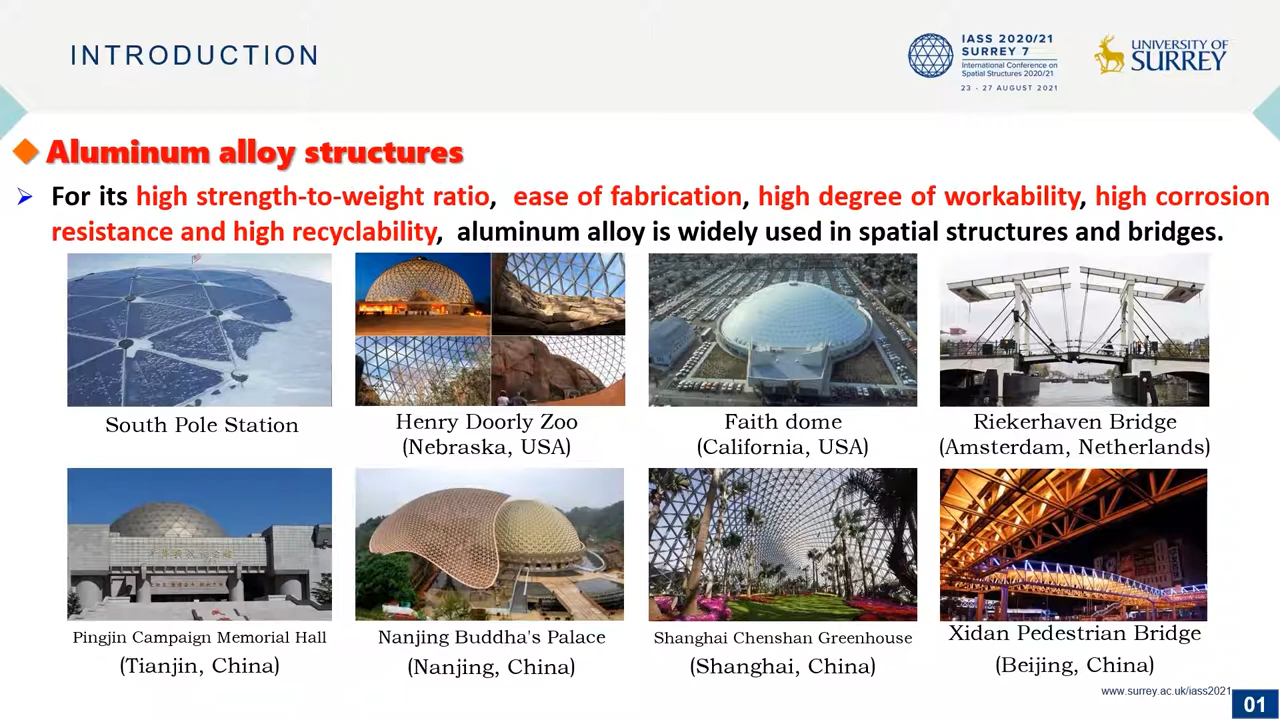 INTRODUCTION
IASS 2020/21
SURREY 7
International Conference on
Spatial Structures 2020/21
23 - 27 AUGUST 2021
UNIVERSITY OF
SURREY
Aluminum alloy structures
For its high strength-to-weight ratio, ease of fabrication, high degree of workability, high corrosion
resistance and high recyclability, aluminum alloy is widely used in spatial structures and bridges.
South Pole Station
Henry Doorly Zoo
(Nebraska, USA)
Faith dome
(California, USA)
Riekerhaven Bridge
(Amsterdam, Netherlands)
Pingjin Campaign Memorial Hall
(Tianjin, China)
Nanjing Buddha's Palace
(Nanjing, China)
Shanghai Chenshan Greenhouse
(Shanghai, China)
Xidan Pedestrian Bridge
(Beijing, China)
www.surrey.ac.uk/iass2021
01